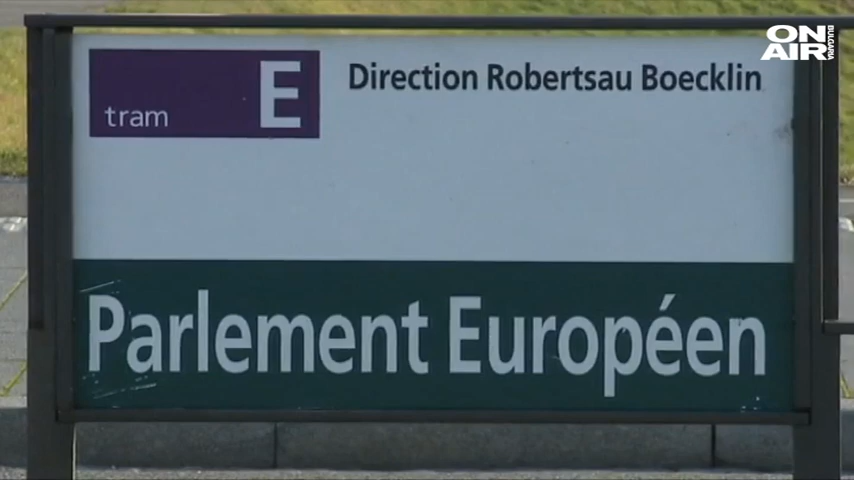 ON AIR BULGARIA
tram E
Direction Robertsau Boecklin
Parlement Européen